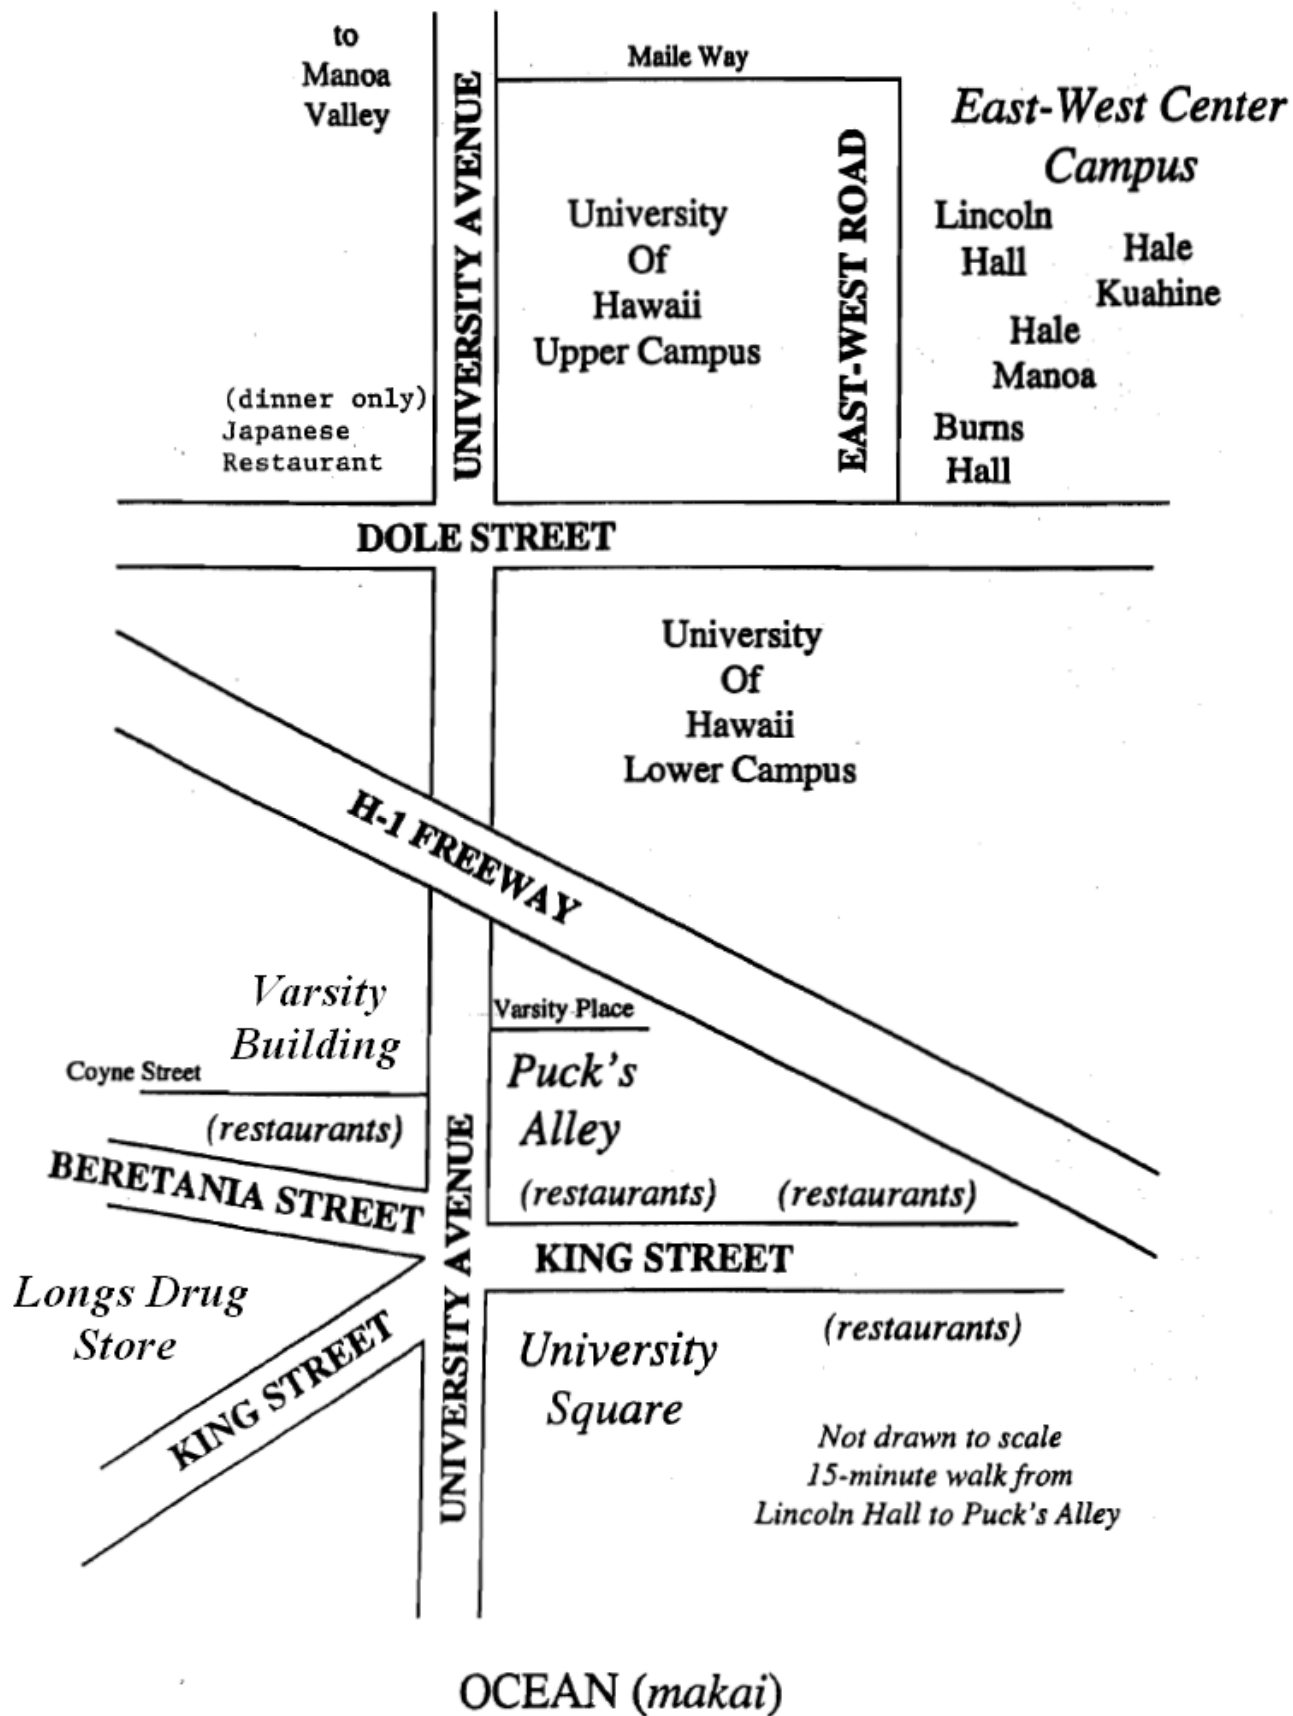 to
Manoa
Valley
Maile Way
UNIVERSITY AVENUE
East-West Center
Campus
University
Of
Hawaii
Upper Campus
EAST-WEST ROAD
Lincoln
Hall
Hale
Kuahine
Hale
Manoa
Burns
Hall
(dinner only)
Japanese
Restaurant
DOLE STREET
University
Of
Hawaii
Lower Campus
H-1 FREEWAY
Varsity
Building
Varsity Place
Coyne Street
Puck's
Alley
(restaurants)
(restaurants)
(restaurants)
BERETANIA STREET
UNIVERSITY AVENUE
KING STREET
Longs Drug
Store
KING STREET
(restaurants)
University
Square
Not drawn to scale
15-minute walk from
Lincoln Hall to Puck's Alley
OCEAN (makai)